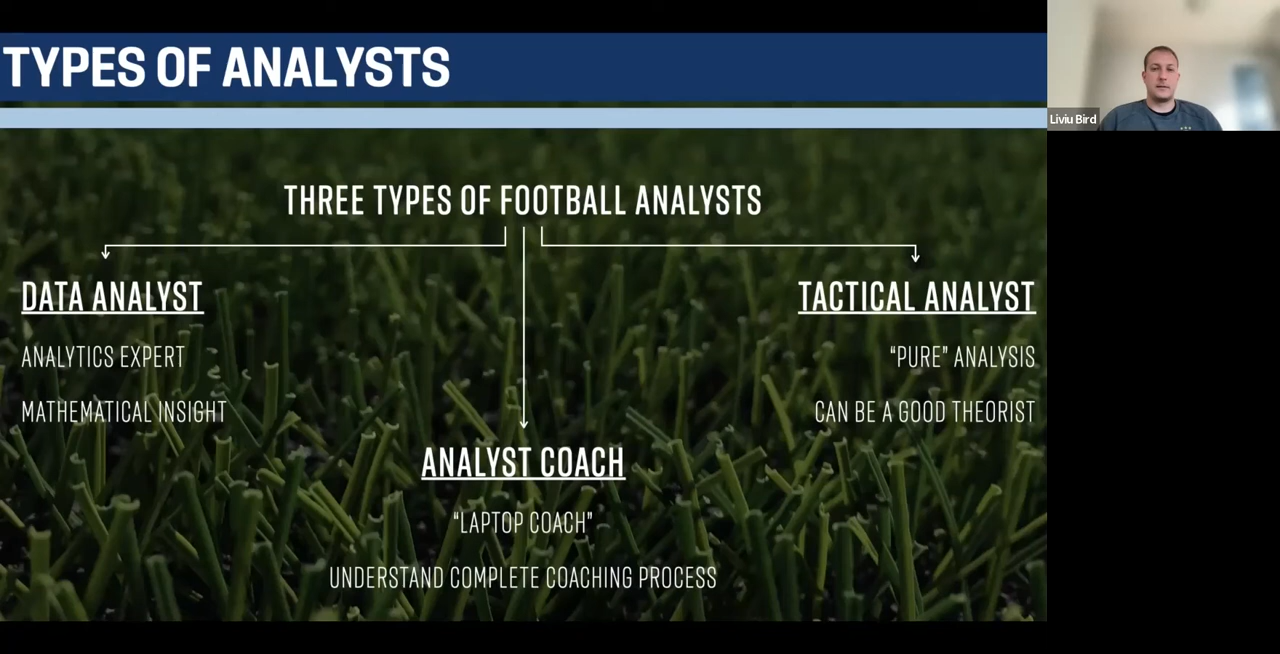 TYPES OF ANALYSTS
Liviu Bird
THREE TYPES OF FOOTBALL ANALYSTS
DATA ANALYST
ANALYTICS EXPERT
MATHEMATICAL INSIGHT
ANALYST COACH
“LAPTOP COACH”
UNDERSTAND COMPLETE COACHING PROCESS
TACTICAL ANALYST
“PURE” ANALYSIS
CAN BE A GOOD THEORIST